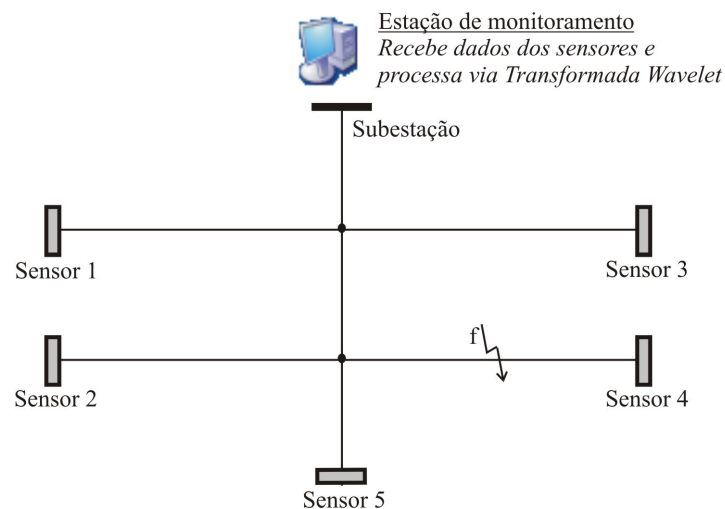 Estação de monitoramento
Recebe dados dos sensores e
processa via Transformada Wavelet
Subestação
Sensor 1
Sensor 3
f
Sensor 2
Sensor 4
Sensor 5